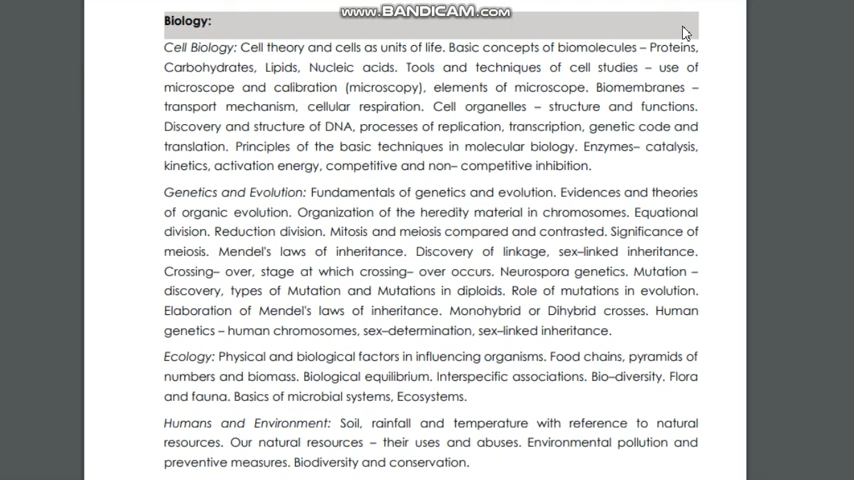 www.BANDICAM.com
Biology:
Cell Biology: Cell theory and cells as units of life. Basic concepts of biomolecules – Proteins,
Carbohydrates, Lipids, Nucleic acids. Tools and techniques of cell studies – use of
microscope and calibration (microscopy), elements of microscope. Biomembranes –
transport mechanism, cellular respiration. Cell organelles – structure and functions.
Discovery and structure of DNA, processes of replication, transcription, genetic code and
translation. Principles of the basic techniques in molecular biology. Enzymes– catalysis,
kinetics, activation energy, competitive and non– competitive inhibition.
Genetics and Evolution: Fundamentals of genetics and evolution. Evidences and theories
of organic evolution. Organization of the heredity material in chromosomes. Equational
division. Reduction division. Mitosis and meiosis compared and contrasted. Significance of
meiosis. Mendel's laws of inheritance. Discovery of linkage, sex–linked inheritance.
Crossing– over, stage at which crossing– over occurs. Neurospora genetics. Mutation –
discovery, types of Mutation and Mutations in diploids. Role of mutations in evolution.
Elaboration of Mendel's laws of inheritance. Monohybrid or Dihybrid crosses. Human
genetics – human chromosomes, sex–determination, sex–linked inheritance.
Ecology: Physical and biological factors in influencing organisms. Food chains, pyramids of
numbers and biomass. Biological equilibrium. Interspecific associations. Bio–diversity. Flora
and fauna. Basics of microbial systems, Ecosystems.
Humans and Environment: Soil, rainfall and temperature with reference to natural
resources. Our natural resources – their uses and abuses. Environmental pollution and
preventive measures. Biodiversity and conservation.